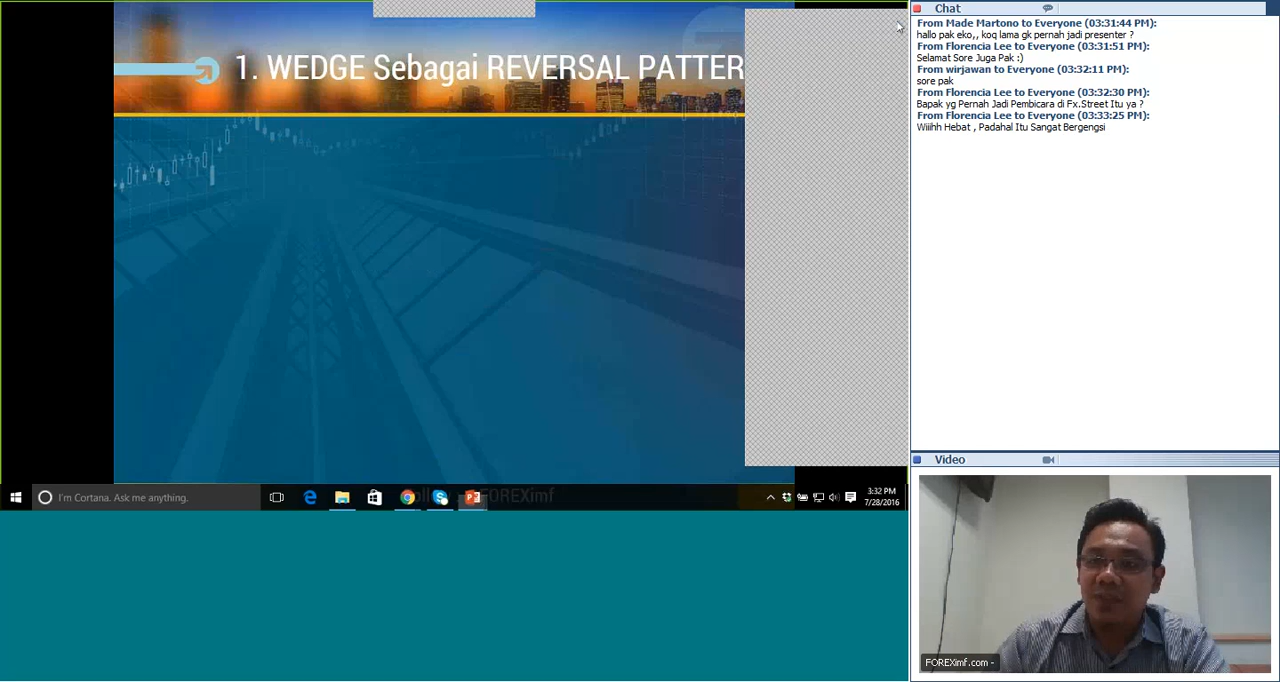 1. WEDGE Sebagai REVERSAL PATTER
Chat
From Made Martono to Everyone (03:31:44 PM):
hallo pak eko,, koq lama gk pernah jadi presenter ?
From Florencia Lee to Everyone (03:31:51 PM):
Selamat Sore Juga Pak :)
From wirjawan to Everyone (03:32:11 PM):
sore pak
From Florencia Lee to Everyone (03:32:30 PM):
Bapak yg Pernah Jadi Pembicara di Fx.Street Itu ya ?
From Florencia Lee to Everyone (03:33:25 PM):
Wiiihh Hebat , Padahal Itu Sangat Bergengsi
Video
FOREXimf.com -
I'm Cortana. Ask me anything.
FOREXimf
3:32 PM
7/28/2016